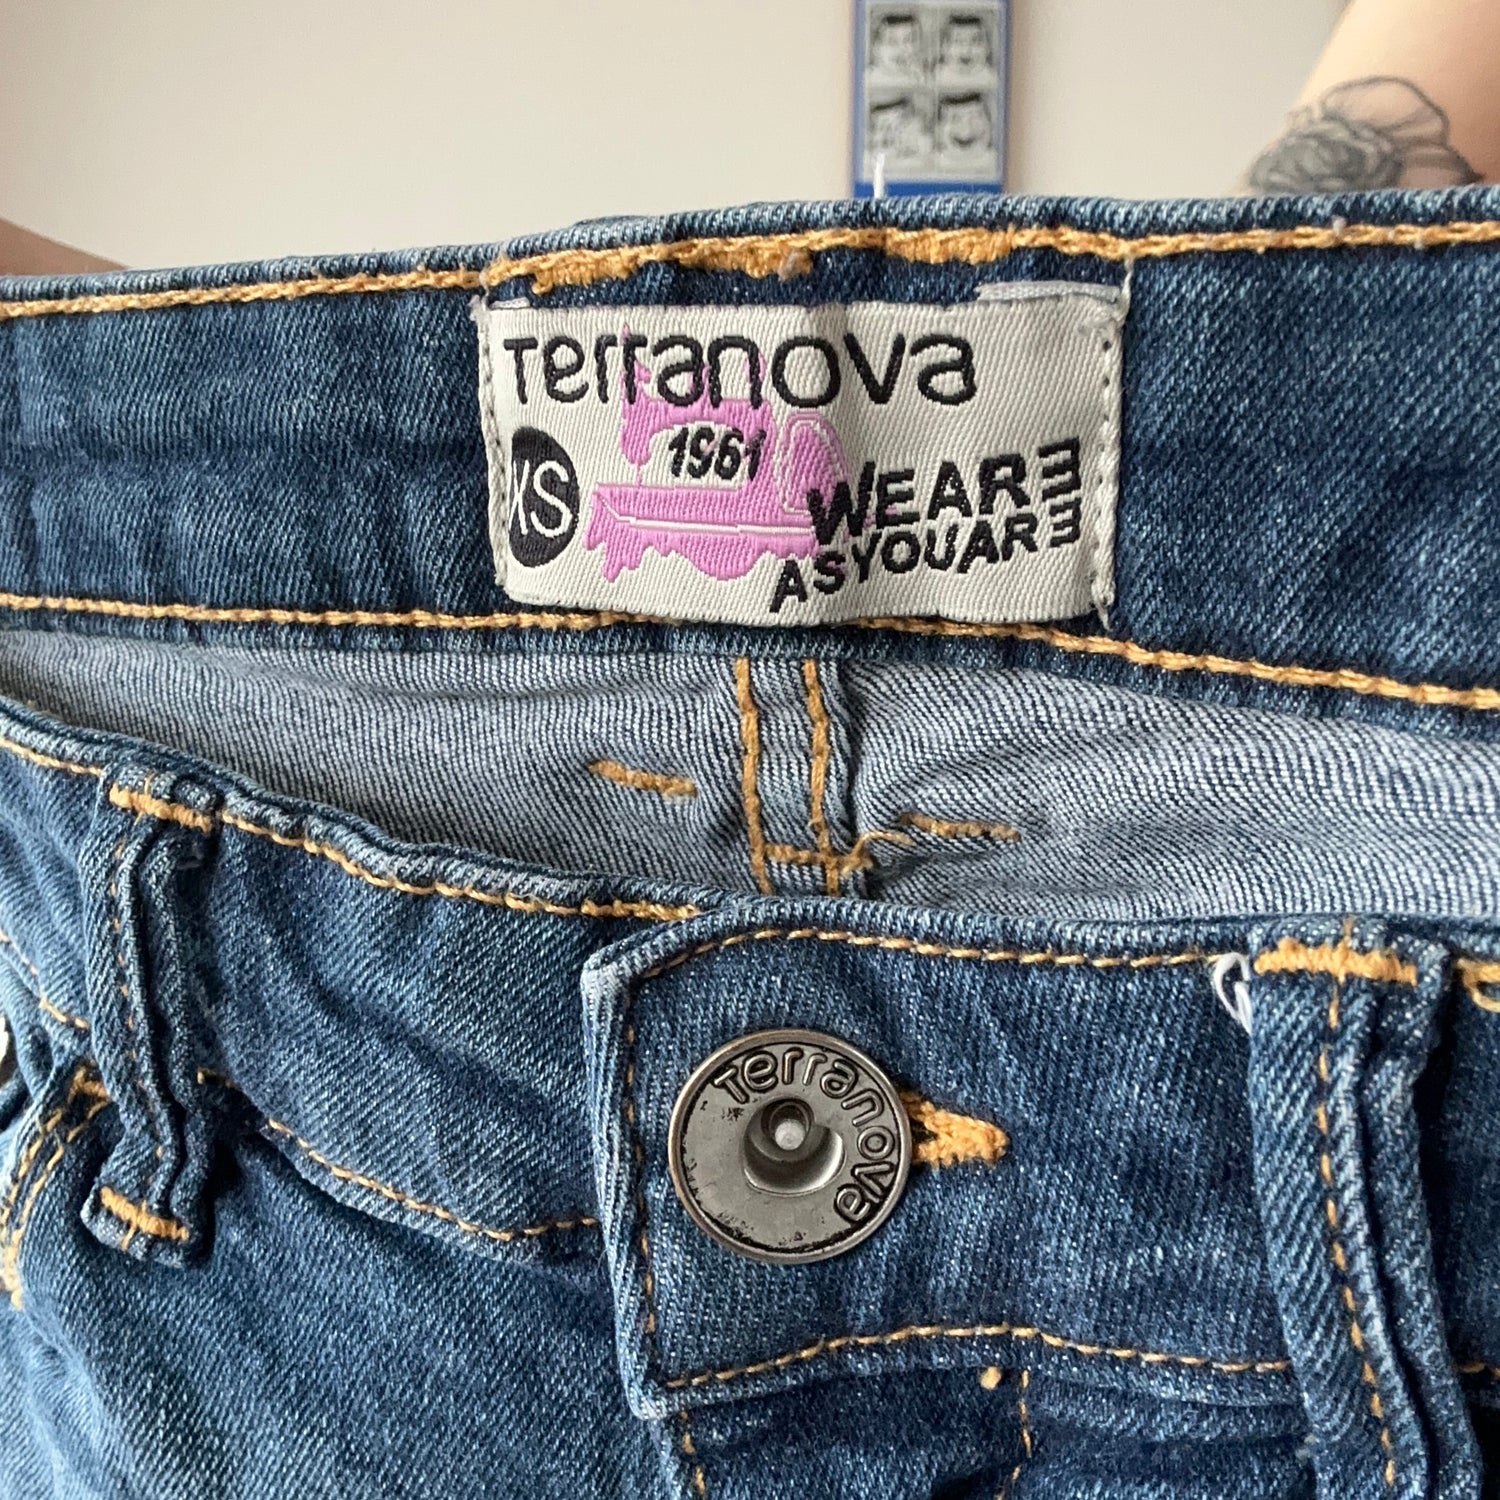 Terranova
1961
XS
WEAR
AS YOU ARE
Terranova